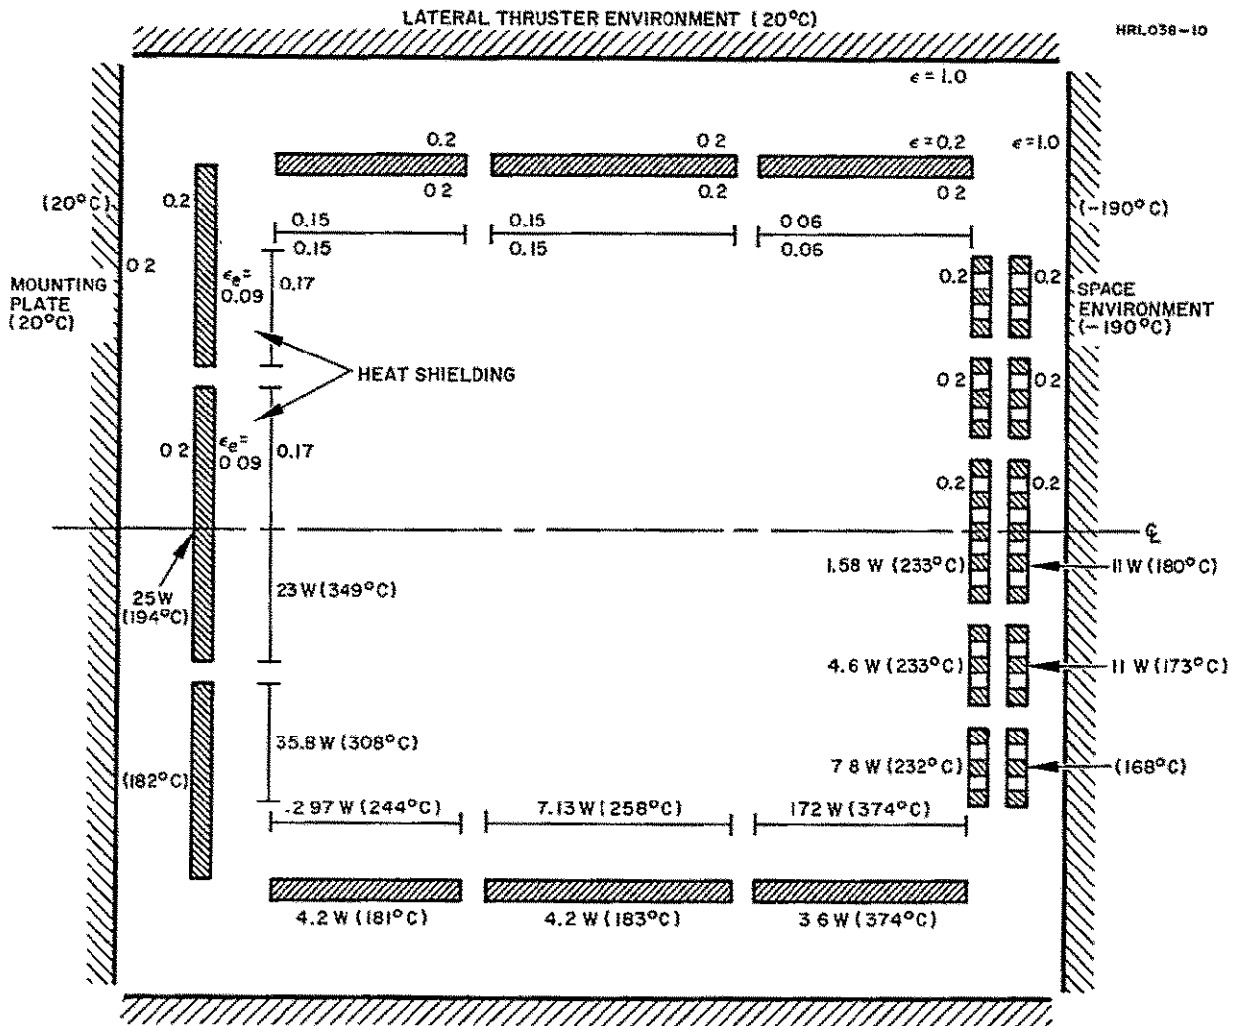 LATERAL THRUSTER ENVIRONMENT (20°C)
HRL038-10
ϵ = 1.0
0.2
0.2
ϵ=0.2
ϵ=1.0
0.2
0.2
0.2
(20°C)
0.2
(-190°C)
0.15
0.15
0.06
0.15
0.15
0.06
0.2
ϵe=
0.09
0.17
0.2
0.2
MOUNTING
PLATE
(20°C)
SPACE
ENVIRONMENT
(-190°C)
HEAT SHIELDING
0.2
0.2
0.2
ϵe=
0.09
0.17
0.2
0.2
℄
1.58 W (233°C)
11 W (180°C)
23 W (349°C)
25 W
(194°C)
4.6 W (233°C)
11 W (173°C)
35.8 W (308°C)
(182°C)
7 8 W (232°C)
(168°C)
.2 97 W (244°C)
7.13 W (258°C)
172 W (374°C)
4.2 W (181°C)
4.2 W (183°C)
3 6 W (374°C)